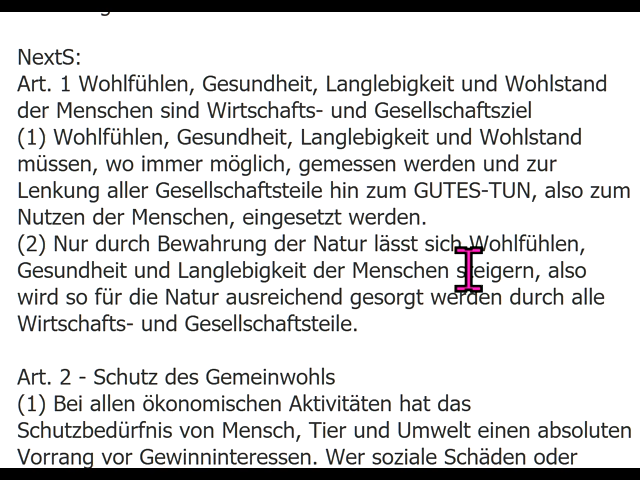 NextS:
Art. 1 Wohlfühlen, Gesundheit, Langlebigkeit und Wohlstand
der Menschen sind Wirtschafts- und Gesellschaftsziel
(1) Wohlfühlen, Gesundheit, Langlebigkeit und Wohlstand
müssen, wo immer möglich, gemessen werden und zur
Lenkung aller Gesellschaftsteile hin zum GUTES-TUN, also zum
Nutzen der Menschen, eingesetzt werden.
(2) Nur durch Bewahrung der Natur lässt sich Wohlfühlen,
Gesundheit und Langlebigkeit der Menschen steigern, also
wird so für die Natur ausreichend gesorgt werden durch alle
Wirtschafts- und Gesellschaftsteile.
Art. 2 - Schutz des Gemeinwohls
(1) Bei allen ökonomischen Aktivitäten hat das
Schutzbedürfnis von Mensch, Tier und Umwelt einen absoluten
Vorrang vor Gewinninteressen. Wer soziale Schäden oder